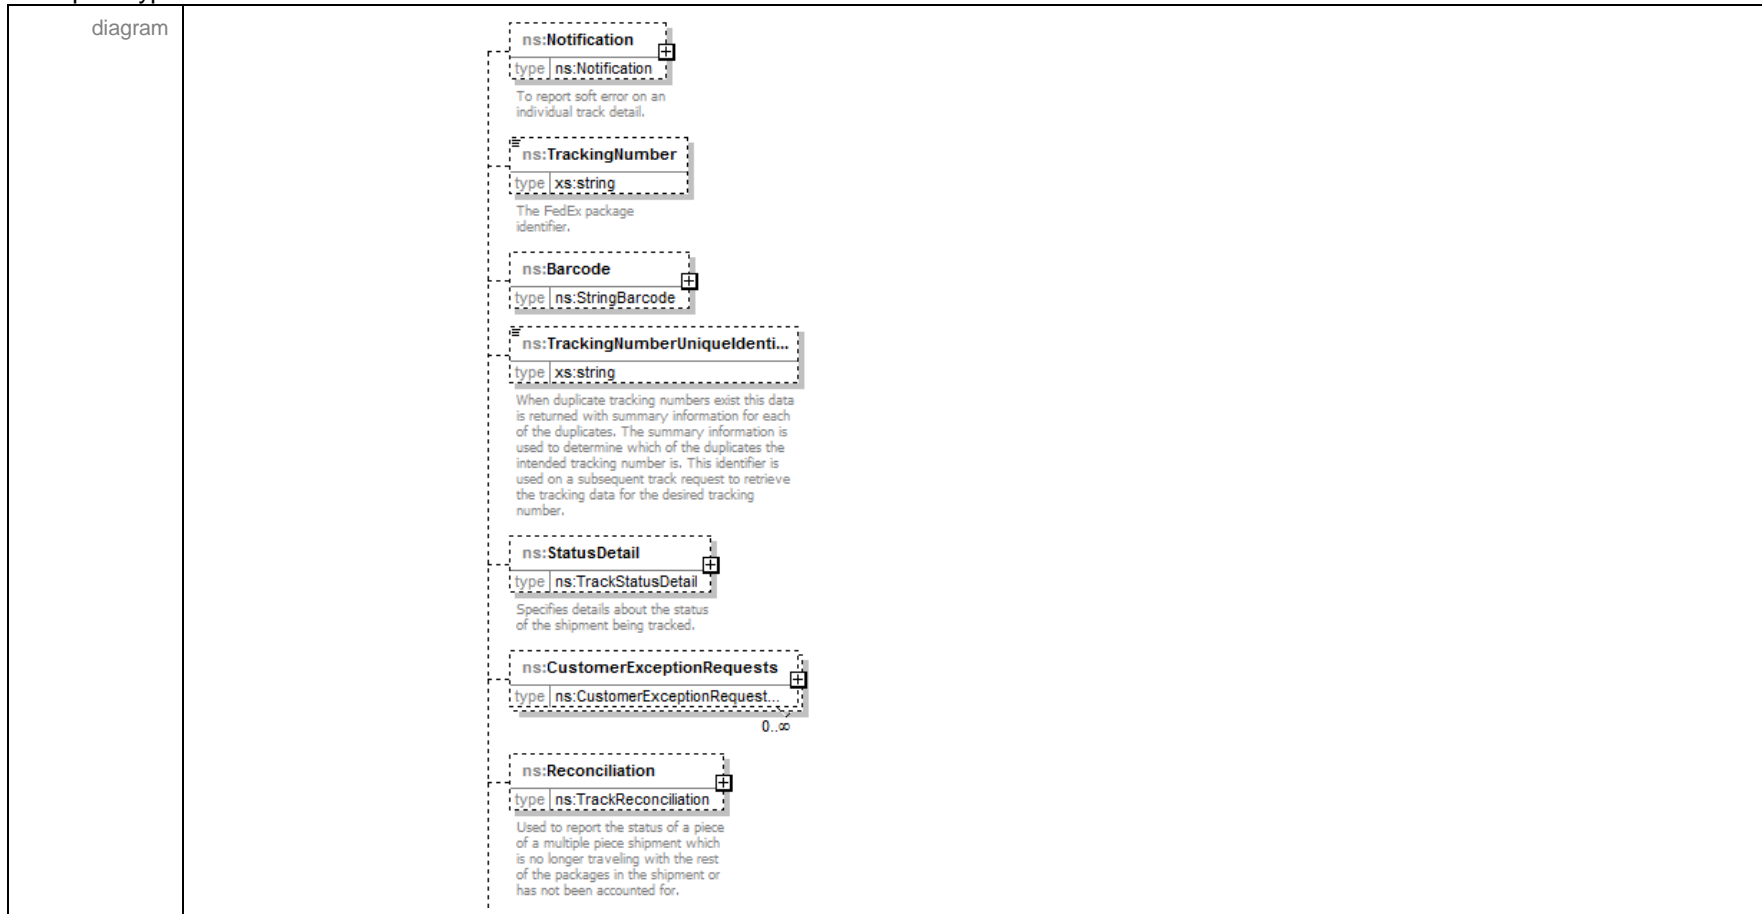 diagram
ns:Notification
type ns:Notification
To report soft error on an
individual track detail.
ns:TrackingNumber
type xs:string
The FedEx package
identifier.
ns:Barcode
type ns:StringBarcode
ns:TrackingNumberUniqueIdenti...
type xs:string
When duplicate tracking numbers exist this data
is returned with summary information for each
of the duplicates. The summary information is
used to determine which of the duplicates the
intended tracking number is. This identifier is
used on a subsequent track request to retrieve
the tracking data for the desired tracking
number.
ns:StatusDetail
type ns:TrackStatusDetail
Specifies details about the status
of the shipment being tracked.
ns:CustomerExceptionRequests
type ns:CustomerExceptionRequest...
0..∞
ns:Reconciliation
type ns:TrackReconciliation
Used to report the status of a piece
of a multiple piece shipment which
is no longer traveling with the rest
of the packages in the shipment or
has not been accounted for.